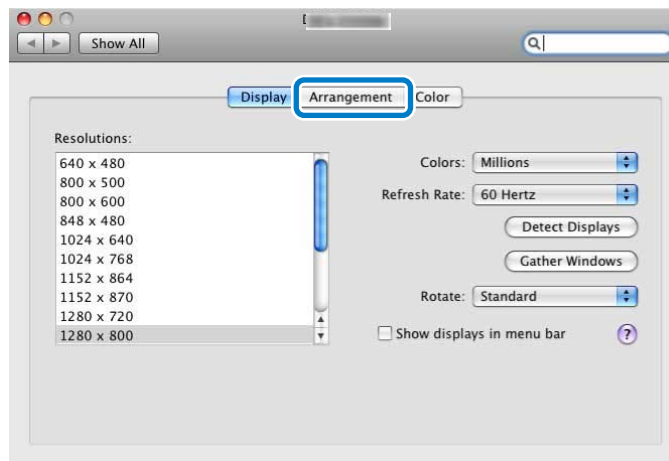 Show All
Display Arrangement Color
Resolutions:
640 x 480
800 x 500
800 x 600
848 x 480
1024 x 640
1024 x 768
1152 x 864
1152 x 870
1280 x 720
1280 x 800
Colors: Millions
Refresh Rate: 60 Hertz
Detect Displays
Gather Windows
Rotate: Standard
Show displays in menu bar ?